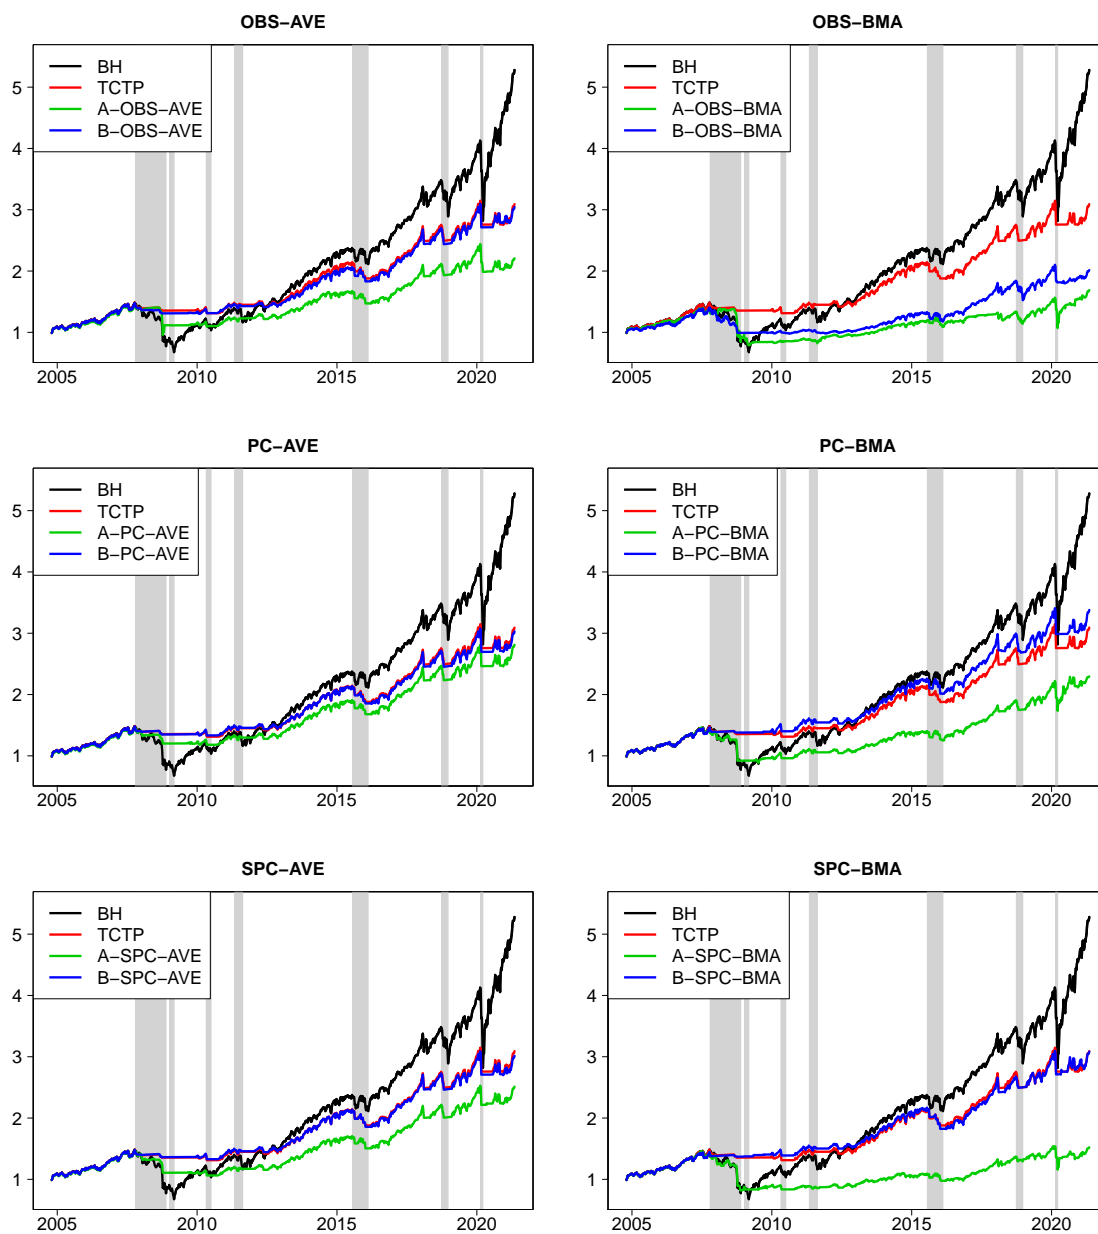 OBS−AVE
BH
TCTP
A−OBS−AVE
B−OBS−AVE
5
4
3
2
1
2005 2010 2015 2020
OBS−BMA
BH
TCTP
A−OBS−BMA
B−OBS−BMA
5
4
3
2
1
2005 2010 2015 2020
PC−AVE
BH
TCTP
A−PC−AVE
B−PC−AVE
5
4
3
2
1
2005 2010 2015 2020
PC−BMA
BH
TCTP
A−PC−BMA
B−PC−BMA
5
4
3
2
1
2005 2010 2015 2020
SPC−AVE
BH
TCTP
A−SPC−AVE
B−SPC−AVE
5
4
3
2
1
2005 2010 2015 2020
SPC−BMA
BH
TCTP
A−SPC−BMA
B−SPC−BMA
5
4
3
2
1
2005 2010 2015 2020